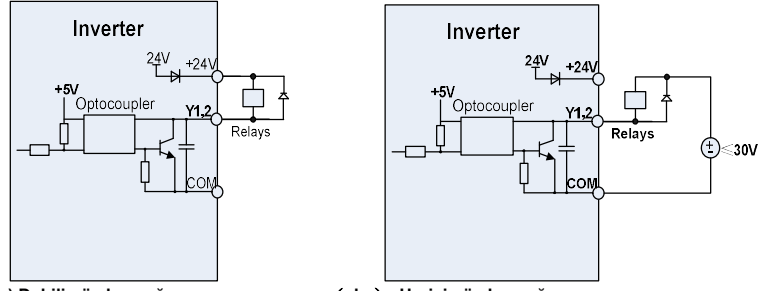 Inverter
24V
+24V
+5V
Optocoupler
Y1,2
Relays
COM
Inverter
24V
+24V
+5V
Optocoupler
Y1,2
Relays
COM
<30V